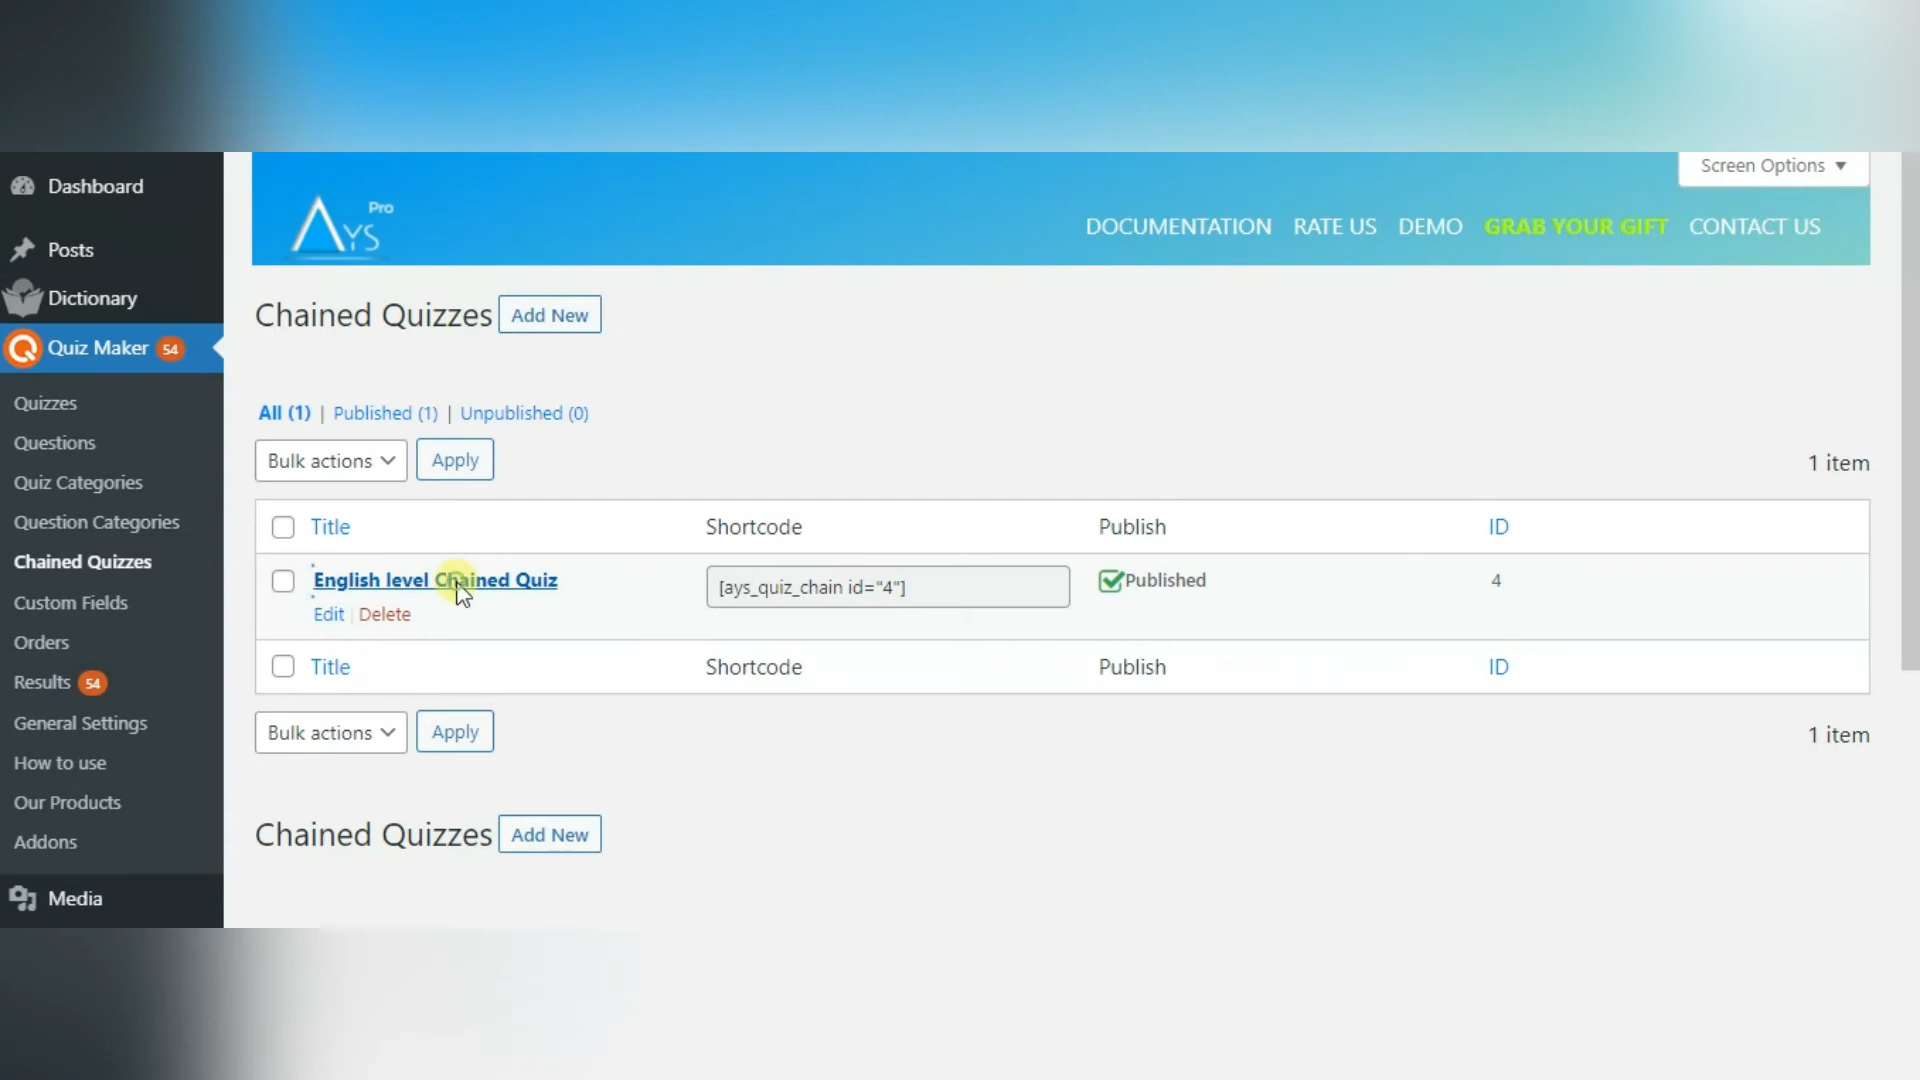 Dashboard
Posts
Dictionary
Quiz Maker 54
Quizzes
Questions
Quiz Categories
Question Categories
Chained Quizzes
Custom Fields
Orders
Results 54
General Settings
How to use
Our Products
Addons
Media
AYS Pro
Screen Options
DOCUMENTATION RATE US DEMO GRAB YOUR GIFT CONTACT US
Chained Quizzes Add New
All (1) | Published (1) | Unpublished (0)
Bulk actions Apply 1 item
Title Shortcode Publish ID
English level Chained Quiz [ays_quiz_chain id="4"] Published 4
Edit | Delete
Title Shortcode Publish ID
Bulk actions Apply 1 item
Chained Quizzes Add New